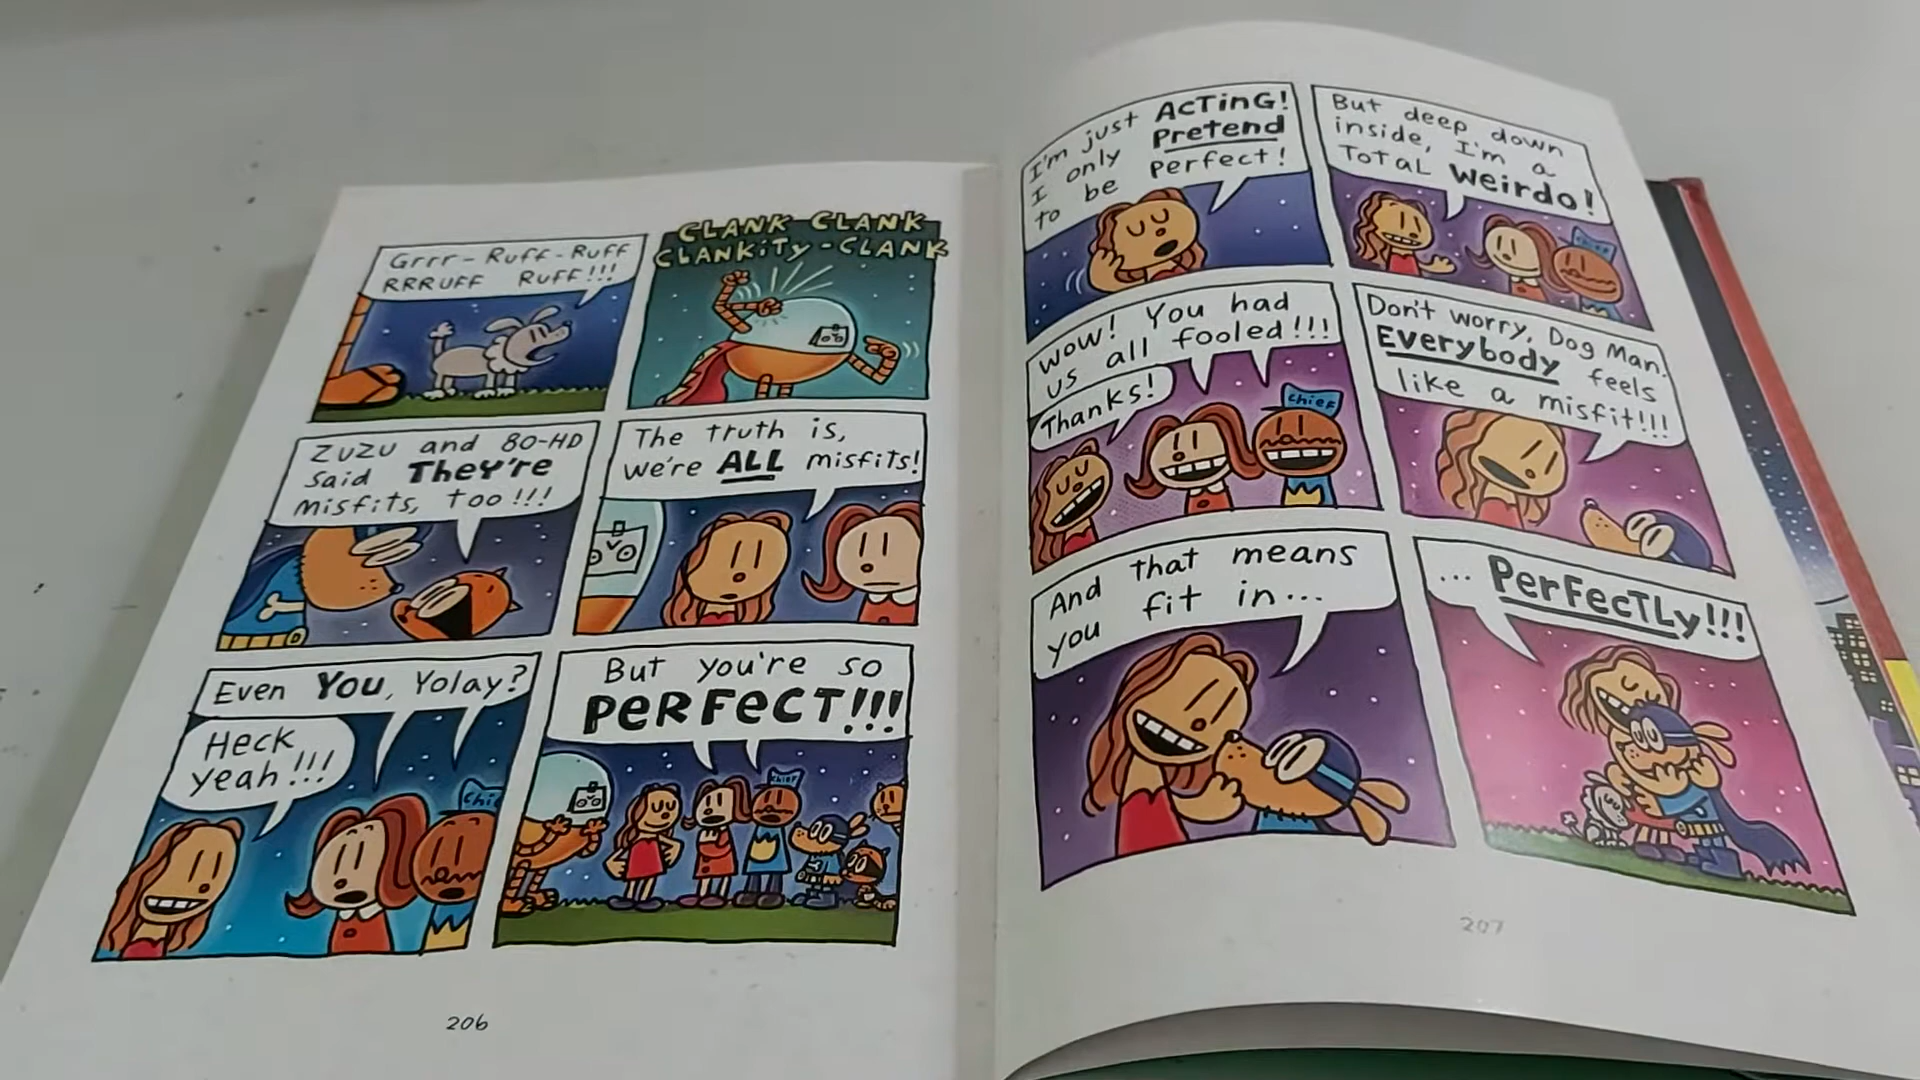 Grrr-Ruff-Ruff
RRRUFF RUFF!!!
CLANK CLANK
CLANKiTy-CLANK
ZUZU and 80-HD
said They're
misfits, too!!!
The truth is,
we're ALL misfits!
Even You, Yolay?
Heck
yeah!!!
chie
But you're so
PERFECT!!!
chief
206
I'm just ACTinG!
I only Pretend
to be perfect!
But deep down
inside, I'm a
ToTaL Weirdo!
chief
wow! You had
us all fooled!!!
Thanks!
chief
Don't worry, Dog Man!
EVERYbODY feels
like a misfit!!!
And that means
you fit in...
...PerFecTLy!!!
207